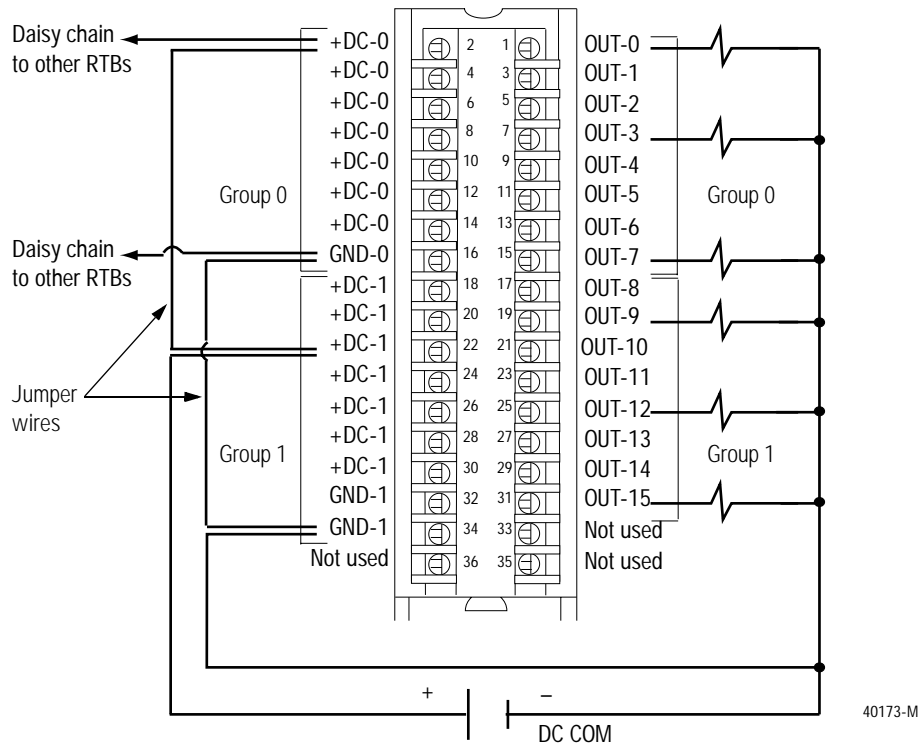 Daisy chain
to other RTBs
+DC-0 2 1 OUT-0
+DC-0 4 3 OUT-1
+DC-0 6 5 OUT-2
+DC-0 8 7 OUT-3
+DC-0 10 9 OUT-4
Group 0
+DC-0 12 11 OUT-5
Group 0
+DC-0 14 13 OUT-6
Daisy chain
to other RTBs
GND-0 16 15 OUT-7
+DC-1 18 17 OUT-8
+DC-1 20 19 OUT-9
+DC-1 22 21 OUT-10
+DC-1 24 23 OUT-11
Jumper
wires
+DC-1 26 25 OUT-12
+DC-1 28 27 OUT-13
Group 1
+DC-1 30 29 OUT-14
Group 1
GND-1 32 31 OUT-15
GND-1 34 33 Not used
Not used 36 35 Not used
+ –
DC COM
40173-M